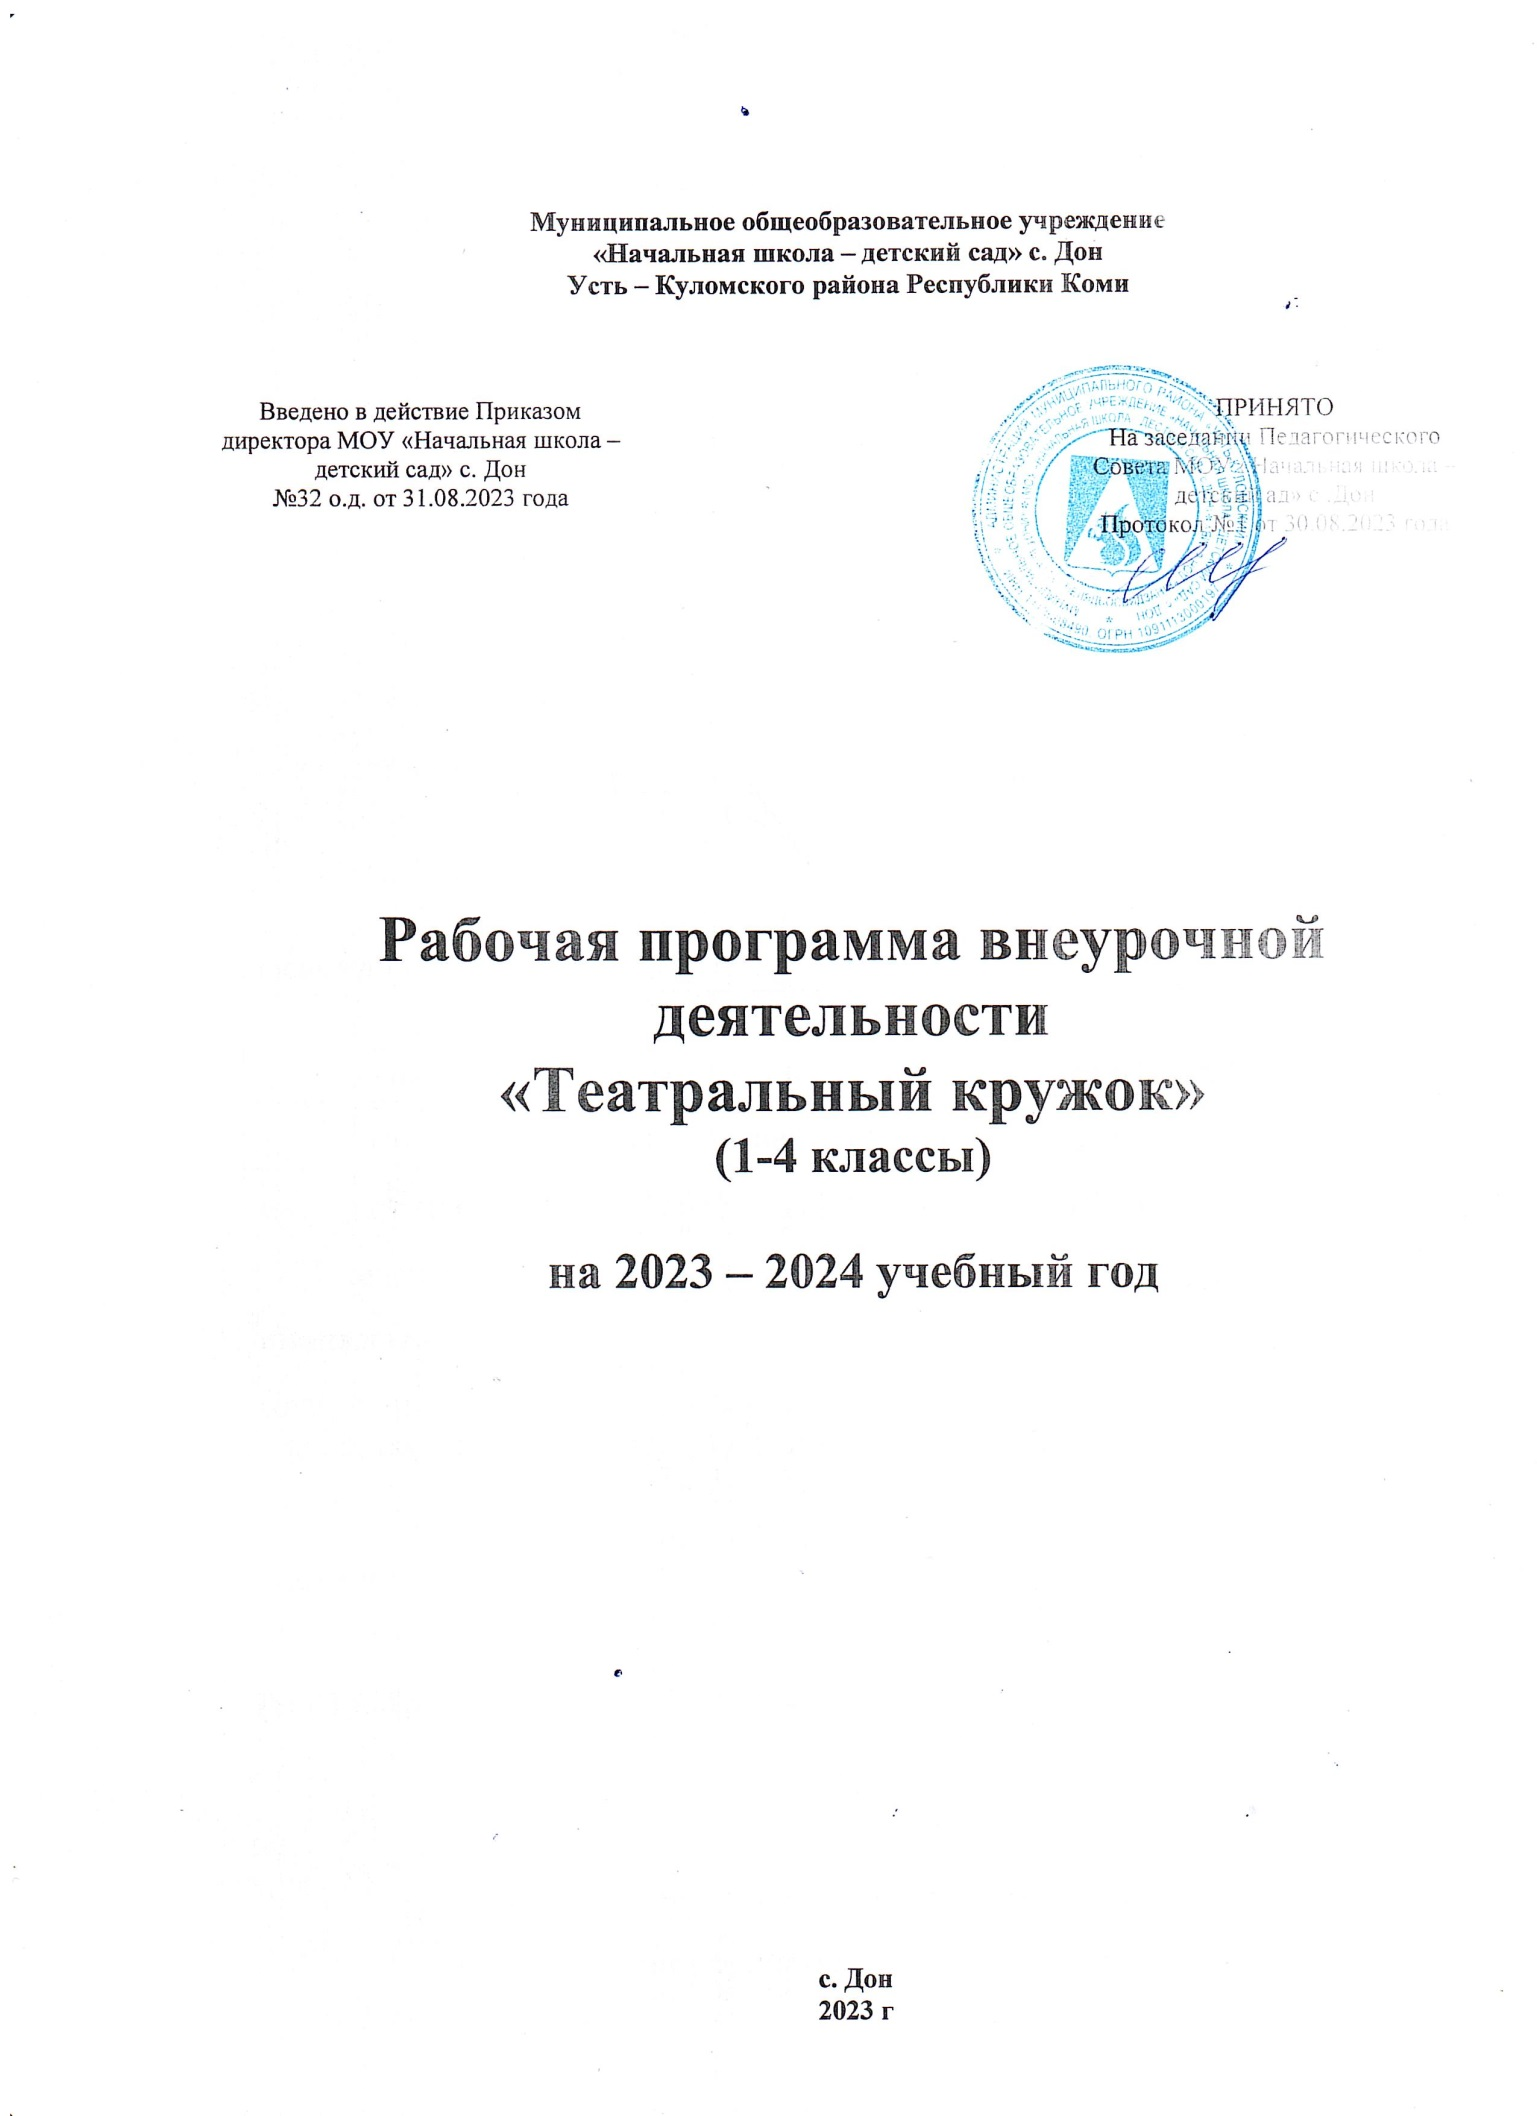 Муниципальное общеобразовательное учреждение
«Начальная школа – детский сад» с. Дон
Усть – Куломского района Республики Коми
Введено в действие Приказом
директора МОУ «Начальная школа –
детский сад» с. Дон
№32 о.д. от 31.08.2023 года
ПРИНЯТО
На заседании Педагогического
Совета МОУ «Начальная школа –
детский сад» с .Дон
Протокол №1 от 30.08.2023 года
МУНИЦИПАЛЬНОГО РАЙОНА
ОГРН
Рабочая программа внеурочной
деятельности
«Театральный кружок»
(1-4 классы)
на 2023 – 2024 учебный год
с. Дон
2023 г